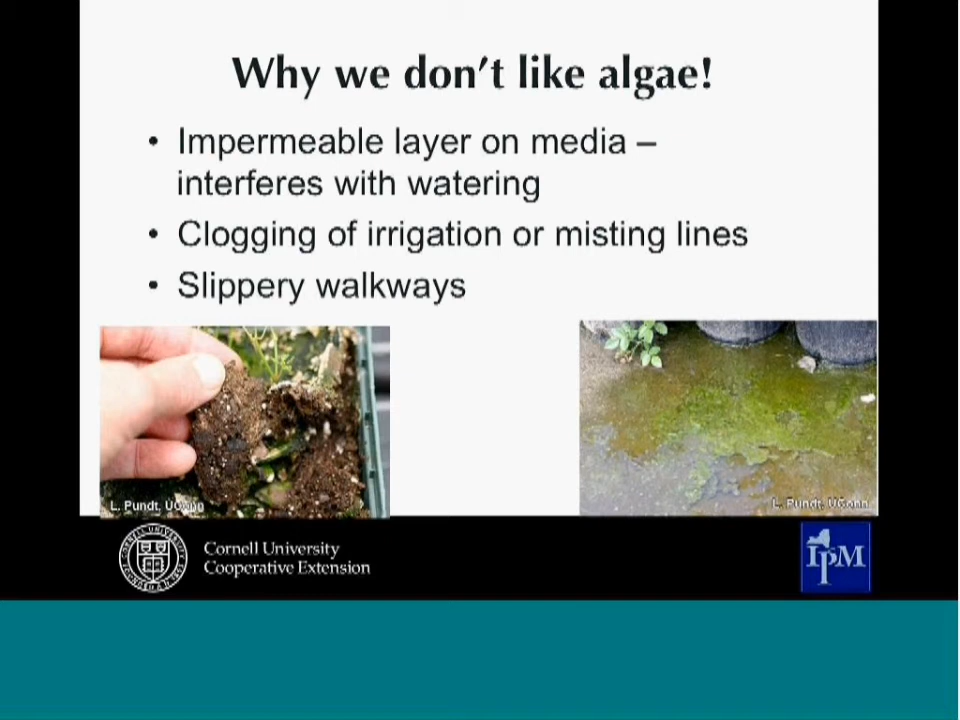 Why we don't like algae!
• Impermeable layer on media –
interferes with watering
• Clogging of irrigation or misting lines
• Slippery walkways
L. Pundt, UConn
L. Pundt, UConn
Cornell University
Cooperative Extension
IPM